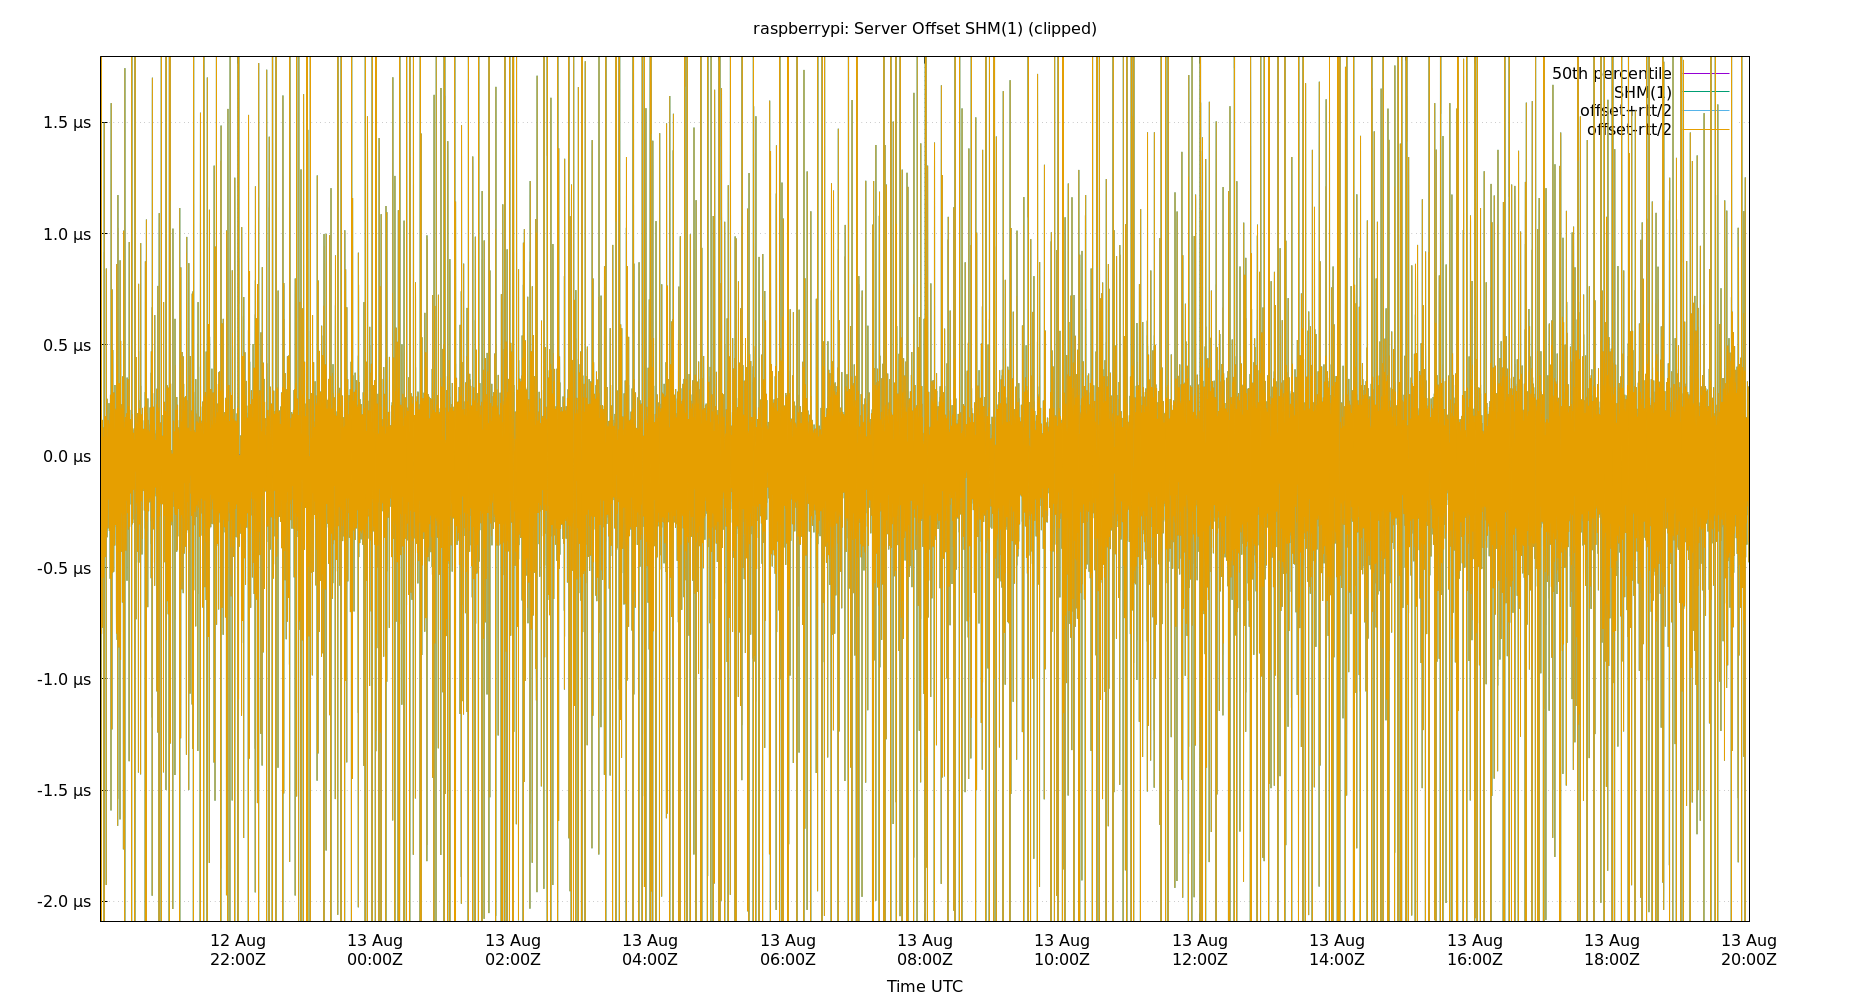 raspberrypi: Server Offset SHM(1) (clipped)
50th percentile
SHM(1)
offset+rtt/2
offset-rtt/2
1.5 µs
1.0 µs
0.5 µs
0.0 µs
-0.5 µs
-1.0 µs
-1.5 µs
-2.0 µs
12 Aug 13 Aug 13 Aug 13 Aug 13 Aug 13 Aug 13 Aug 13 Aug 13 Aug 13 Aug 13 Aug 13 Aug
22:00Z 00:00Z 02:00Z 04:00Z 06:00Z 08:00Z 10:00Z 12:00Z 14:00Z 16:00Z 18:00Z 20:00Z
Time UTC